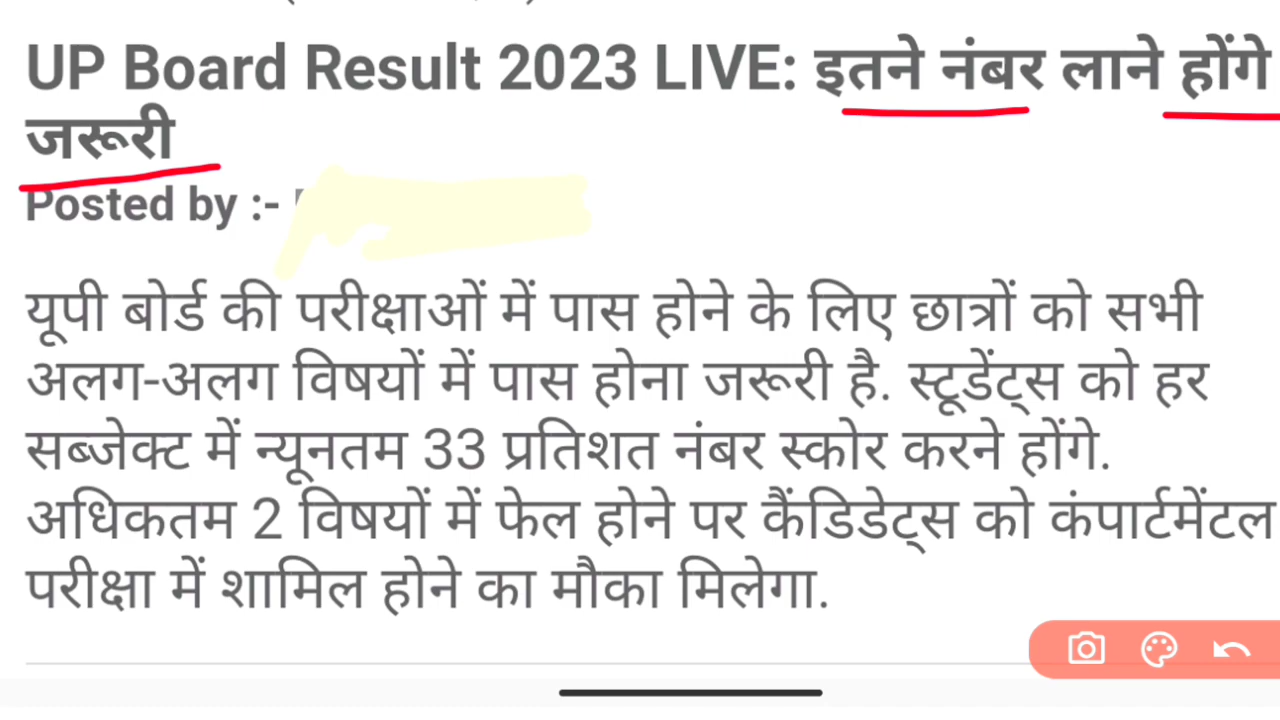 UP Board Result 2023 LIVE: इतने नंबर लाने होंगे
जरूरी
Posted by :-
यूपी बोर्ड की परीक्षाओं में पास होने के लिए छात्रों को सभी
अलग-अलग विषयों में पास होना जरूरी है. स्टूडेंट्स को हर
सब्जेक्ट में न्यूनतम 33 प्रतिशत नंबर स्कोर करने होंगे.
अधिकतम 2 विषयों में फेल होने पर कैंडिडेट्स को कंपार्टमेंटल
परीक्षा में शामिल होने का मौका मिलेगा.